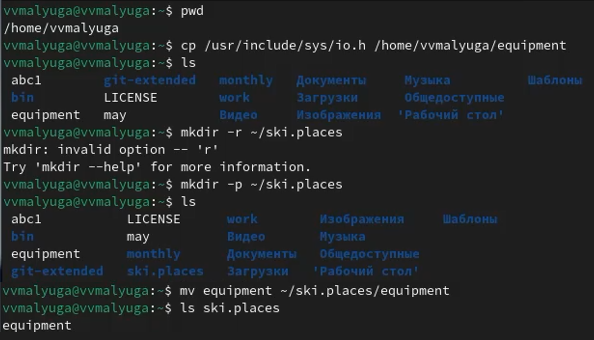 vvmalyuga@vvmalyuga:~$ pwd
/home/vvmalyuga
vvmalyuga@vvmalyuga:~$ cp /usr/include/sys/io.h /home/vvmalyuga/equipment
vvmalyuga@vvmalyuga:~$ ls
abc1 git-extended monthly Документы Музыка Шаблоны
bin LICENSE work Загрузки Общедоступные
equipment may Видео Изображения 'Рабочий стол'
vvmalyuga@vvmalyuga:~$ mkdir -r ~/ski.places
mkdir: invalid option -- 'r'
Try 'mkdir --help' for more information.
vvmalyuga@vvmalyuga:~$ mkdir -p ~/ski.places
vvmalyuga@vvmalyuga:~$ ls
abc1 LICENSE work Изображения Шаблоны
bin may Видео Музыка
equipment monthly Документы Общедоступные
git-extended ski.places Загрузки 'Рабочий стол'
vvmalyuga@vvmalyuga:~$ mv equipment ~/ski.places/equipment
vvmalyuga@vvmalyuga:~$ ls ski.places
equipment